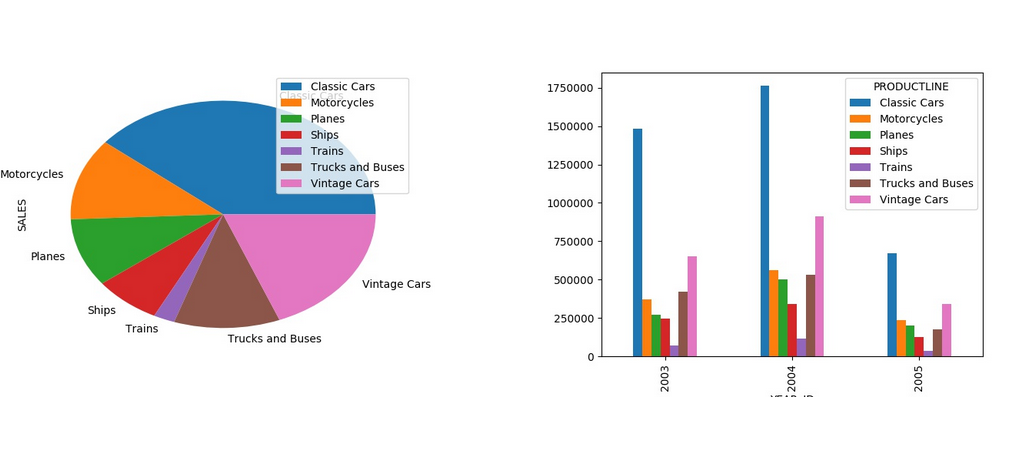 Classic Cars
Motorcycles
Planes
Ships
Trains
Trucks and Buses
Vintage Cars
Classic Cars
Motorcycles
SALES
Planes
Ships
Trains
Trucks and Buses
Vintage Cars
1750000
1500000
1250000
1000000
750000
500000
250000
0
PRODUCTLINE
Classic Cars
Motorcycles
Planes
Ships
Trains
Trucks and Buses
Vintage Cars
2003
2004
2005